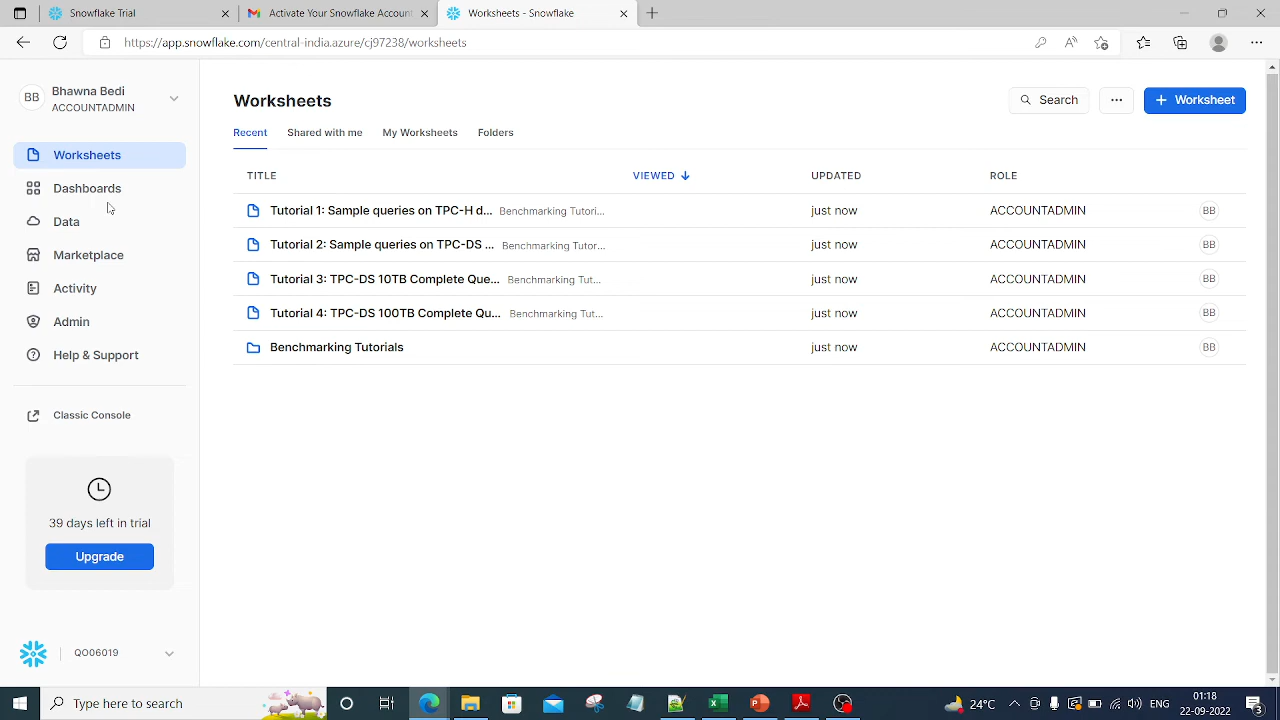 Snowflake Trial
Activate Your Snowflake Account
Worksheets - Snowflake
https://app.snowflake.com/central-india.azure/cj97238/worksheets
BB
Bhawna Bedi
ACCOUNTADMIN
Worksheets
Dashboards
Data
Marketplace
Activity
Admin
Help & Support
Classic Console
39 days left in trial
Upgrade
QO06019
Worksheets
Search
+ Worksheet
Recent Shared with me My Worksheets Folders
TITLE VIEWED UPDATED ROLE
Tutorial 1: Sample queries on TPC-H d... Benchmarking Tutori... just now ACCOUNTADMIN BB
Tutorial 2: Sample queries on TPC-DS ... Benchmarking Tutor... just now ACCOUNTADMIN BB
Tutorial 3: TPC-DS 10TB Complete Que... Benchmarking Tut... just now ACCOUNTADMIN BB
Tutorial 4: TPC-DS 100TB Complete Qu... Benchmarking Tut... just now ACCOUNTADMIN BB
Benchmarking Tutorials just now ACCOUNTADMIN BB
Type here to search
24°C
ENG
01:18
22-09-2022
3